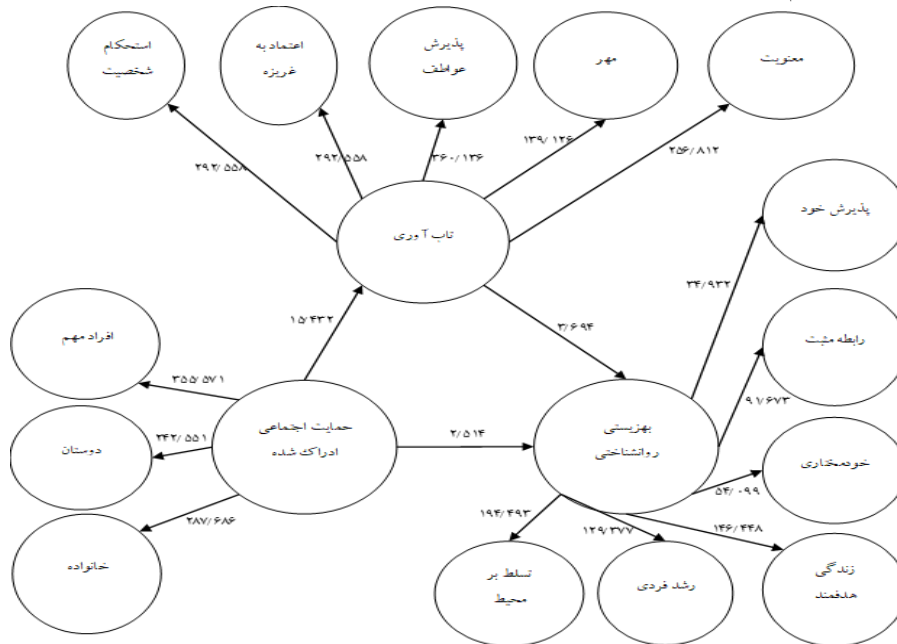 استحکام
شخصیت
اعتماد به
غریزه
پذیرش
عواطف
مهر
معنویت
۲۹۲/۵۵۸
۲۹۲/۵۵۸
۳۶۰/۱۳۶
۱۳۹/۱۲۶
۲۵۶/۸۱۲
تاب آوری
پذیرش خود
۳۴/۹۳۲
۱۵/۴۳۲
۳/۶۹۴
افراد مهم
رابطه مثبت
۳۵۵/۵۷۱
۹۱/۶۷۳
حمایت اجتماعی
ادراک شده
۲/۵۱۴
بهزیستی
روانشناختی
۲۴۲/۵۵۱
دوستان
خودمختاری
۵۴/۰۹۹
۲۸۷/۶۸۶
۱۹۴/۴۹۳
۱۲۹/۳۷۷
۱۴۶/۴۴۸
خانواده
تسلط بر
محیط
رشد فردی
زندگی
هدفمند